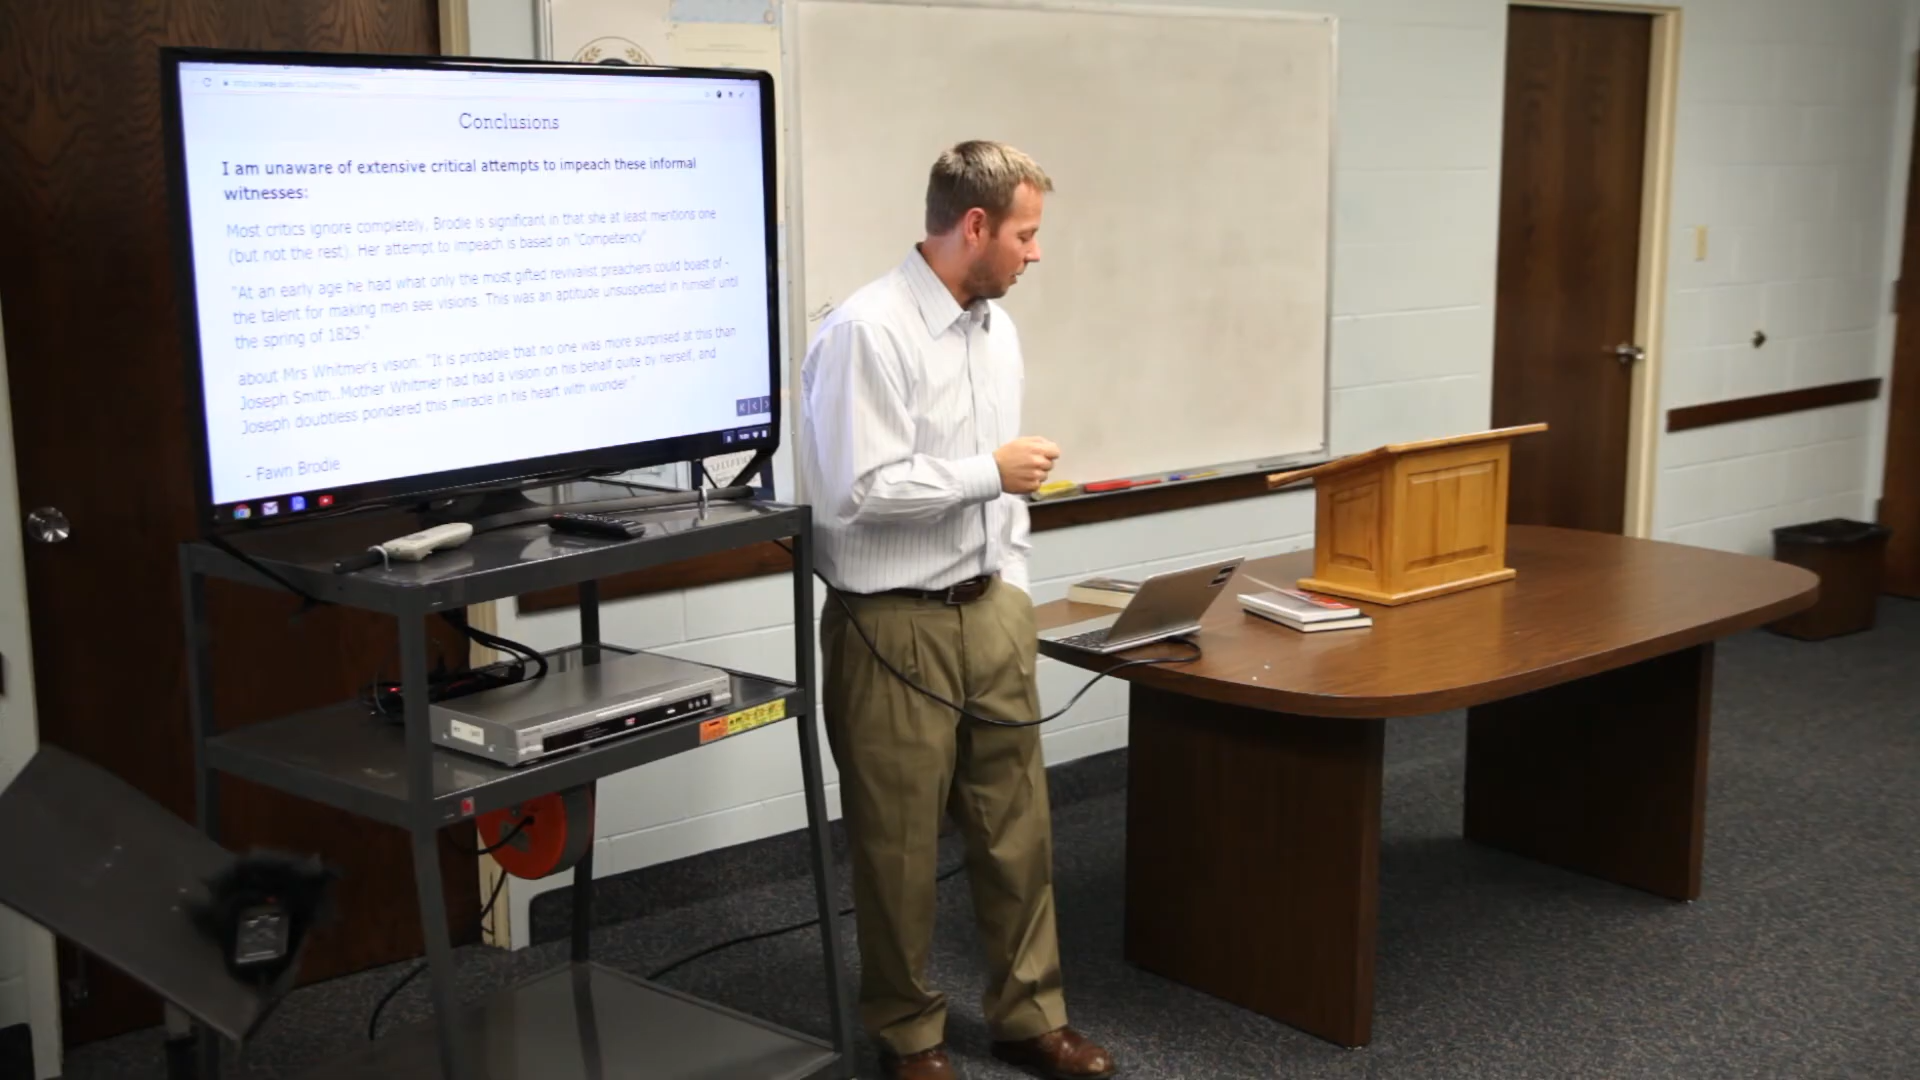 Conclusions
I am unaware of extensive critical attempts to impeach these informal
witnesses:
Most critics ignore completely, Brodie is significant in that she at least mentions one
(but not the rest). Her attempt to impeach is based on "Competency"
"At an early age he had what only the most gifted revivalist preachers could boast of -
the talent for making men see visions. This was an aptitude unsuspected in himself until
the spring of 1829."
about Mrs Whitmer's vision: "It is probable that no one was more surprised at this than
Joseph Smith..Mother Whitmer had had a vision on his behalf quite by herself, and
Joseph doubtless pondered this miracle in his heart with wonder."
- Fawn Brodie